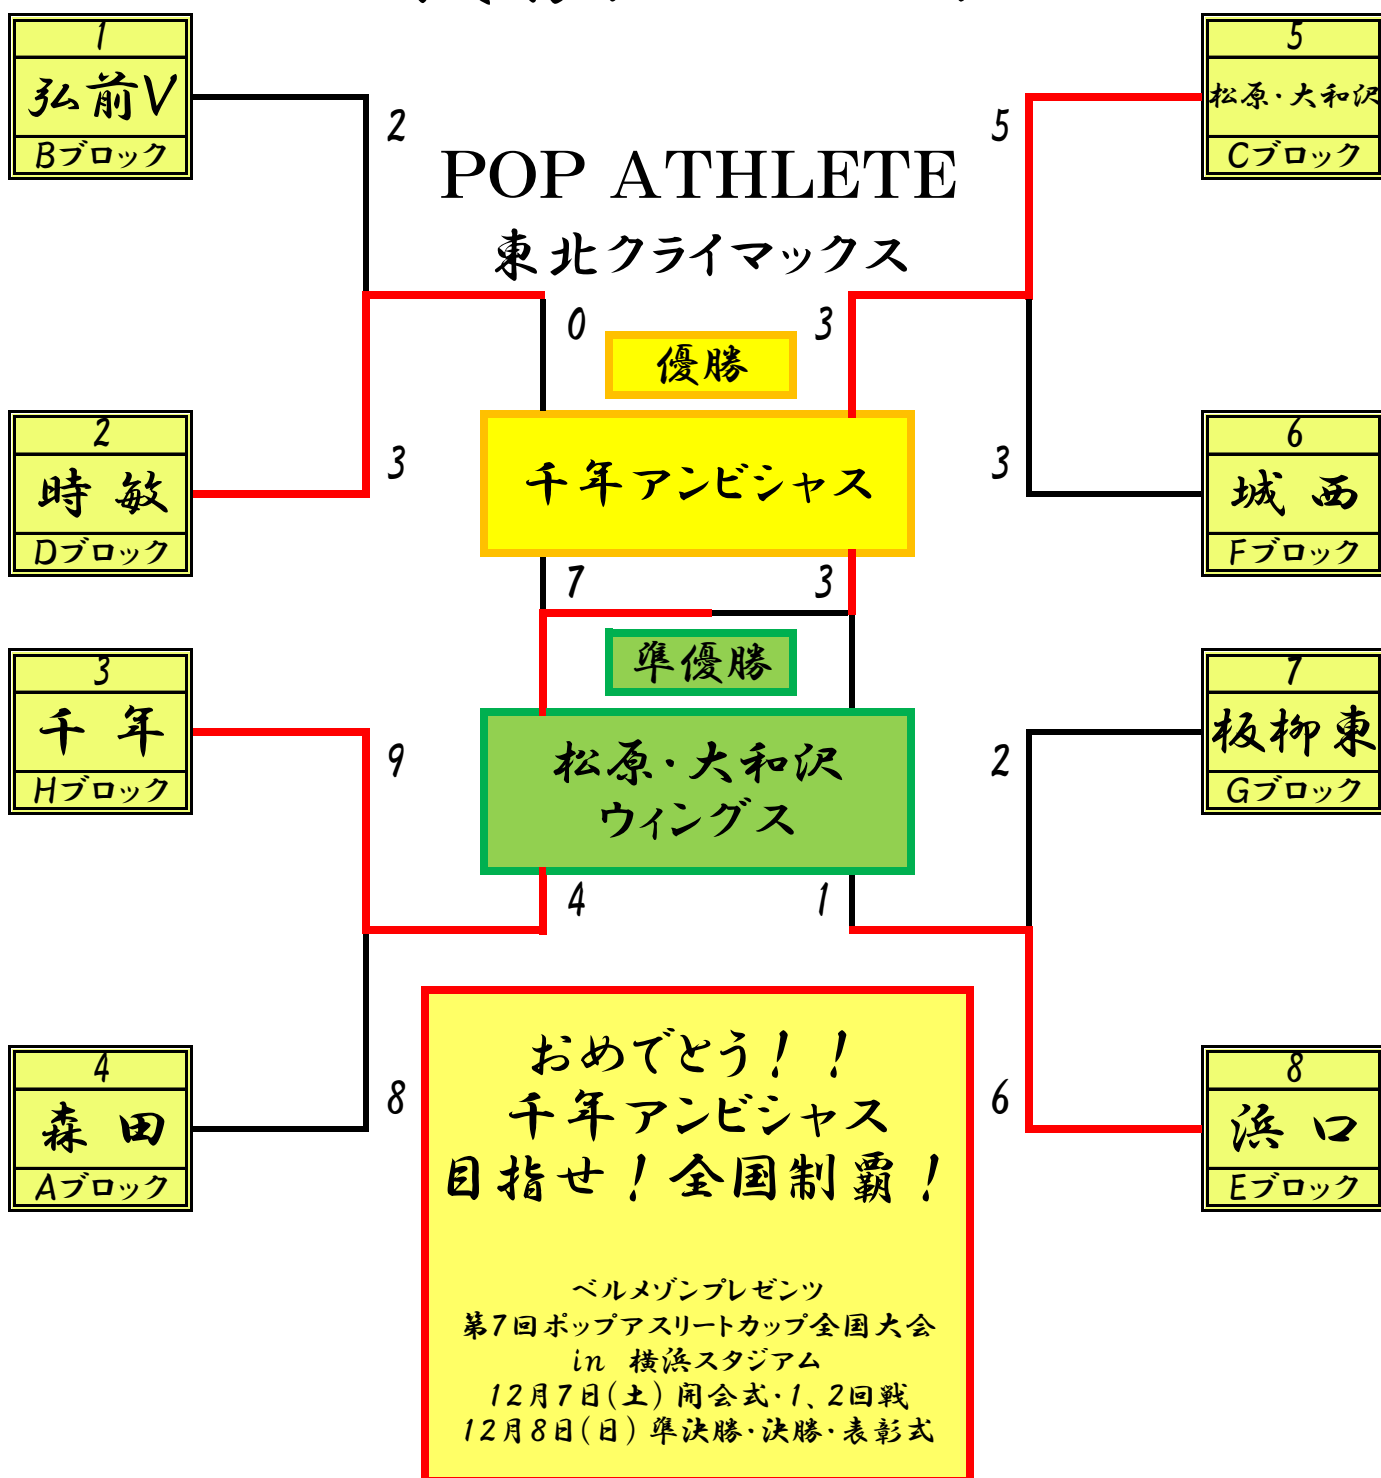 1
弘前V
Bブロック
2
5
5
松原・大和沢
Cブロック
POP ATHLETE
東北クライマックス
0
3
優勝
2
時 敏
Dブロック
3
千年アンビシャス
3
6
城 西
Fブロック
7
3
準優勝
3
千 年
Hブロック
9
松原・大和沢
ウィングス
2
7
板柳東
Gブロック
4
1
4
森 田
Aブロック
8
6
8
浜 口
Eブロック
おめでとう！！
千年アンビシャス
目指せ！全国制覇！
ベルメゾンプレゼンツ
第7回ポップアスリートカップ全国大会
in 横浜スタジアム
12月7日(土) 開会式・1、2回戦
12月8日(日) 準決勝・決勝・表彰式